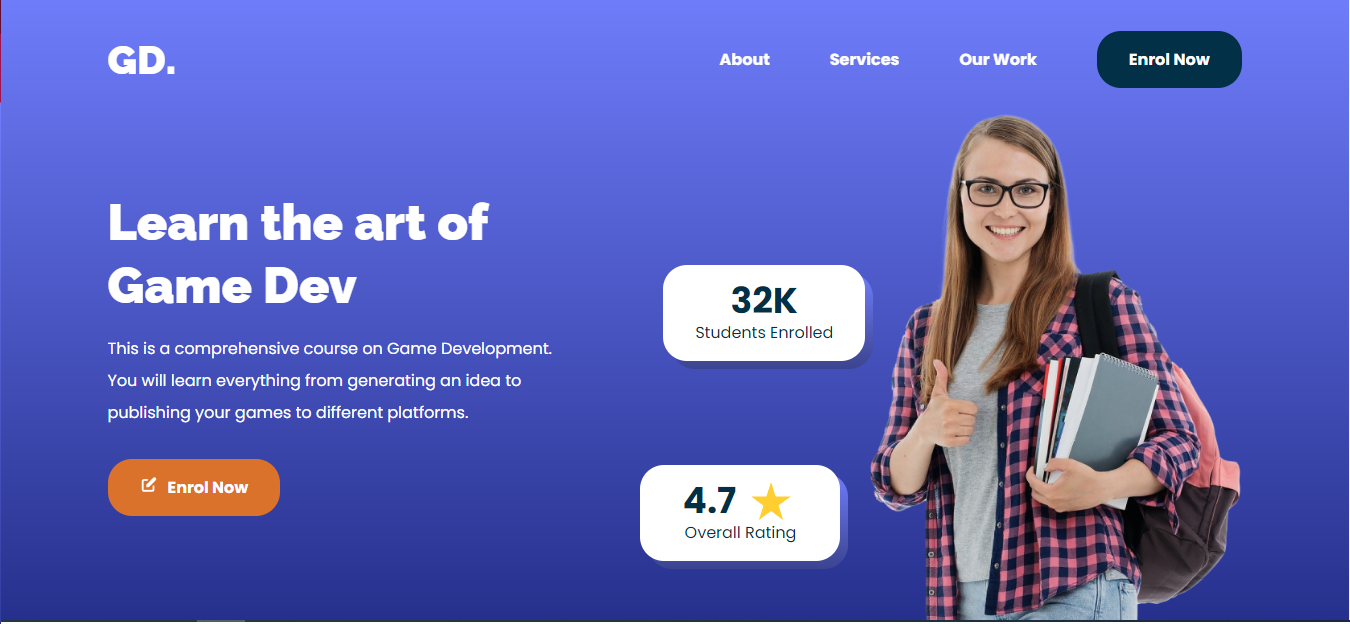 GD.
About
Services
Our Work
Enrol Now
Learn the art of
Game Dev
This is a comprehensive course on Game Development.
You will learn everything from generating an idea to
publishing your games to different platforms.
Enrol Now
32K
Students Enrolled
4.7
Overall Rating